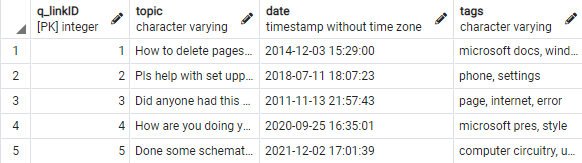 q_linkID topic date tags
[PK] integer character varying timestamp without time zone character varying
1 1 How to delete pages... 2014-12-03 15:29:00 microsoft docs, wind...
2 2 Pls help with set upp... 2018-07-11 18:07:23 phone, settings
3 3 Did anyone had this ... 2011-11-13 21:57:43 page, internet, error
4 4 How are you doing y... 2020-09-25 16:35:01 microsoft pres, style
5 5 Done some schemat... 2021-12-02 17:01:39 computer circuitry, u...